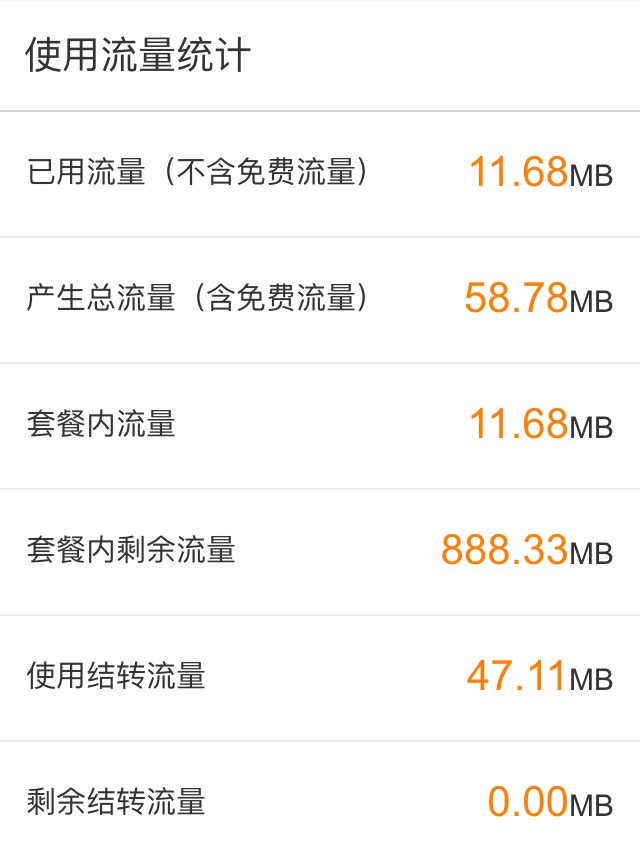 使用流量统计
已用流量（不含免费流量） 11.68MB
产生总流量（含免费流量） 58.78MB
套餐内流量 11.68MB
套餐内剩余流量 888.33MB
使用结转流量 47.11MB
剩余结转流量 0.00MB